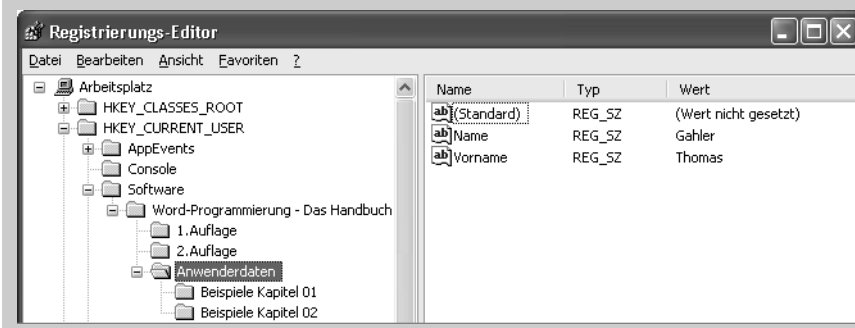 Registrierungs-Editor
Datei Bearbeiten Ansicht Favoriten ?
Arbeitsplatz
HKEY_CLASSES_ROOT
HKEY_CURRENT_USER
AppEvents
Console
Software
Word-Programmierung - Das Handbuch
1.Auflage
2.Auflage
Anwenderdaten
Beispiele Kapitel 01
Beispiele Kapitel 02
Name Typ Wert
(Standard) REG_SZ (Wert nicht gesetzt)
Name REG_SZ Gahler
Vorname REG_SZ Thomas